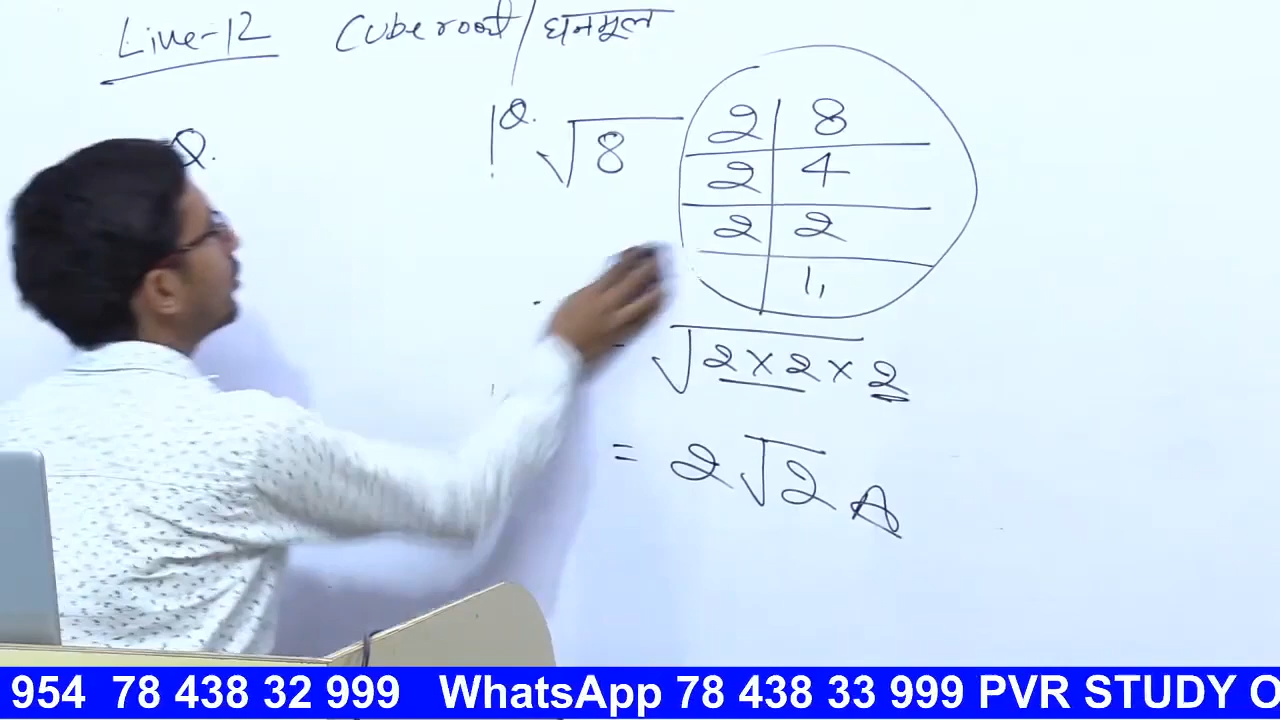 Live-12 Cube root/घनमूल
Q.
Q. √8
2 | 8
2 | 4
2 | 2
1,,
= √2×2×2
= 2√2 A
954 78 438 32 999 WhatsApp 78 438 33 999 PVR STUDY O